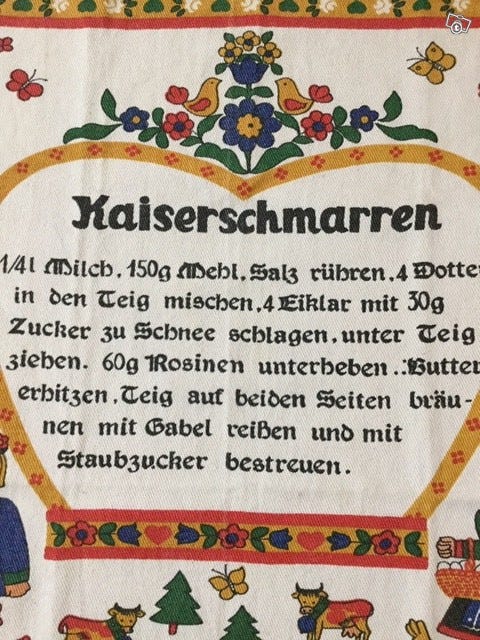 Kaiserschmarren
1/4l Milch, 150g Mehl, Salz rühren, 4 Dotter
in den Teig mischen, 4 Eiklar mit 30g
Zucker zu Schnee schlagen, unter Teig
ziehen. 60g Rosinen unterheben. Butter
erhitzen, Teig auf beiden Seiten bräu-
nen mit Gabel reißen und mit
Staubzucker bestreuen.